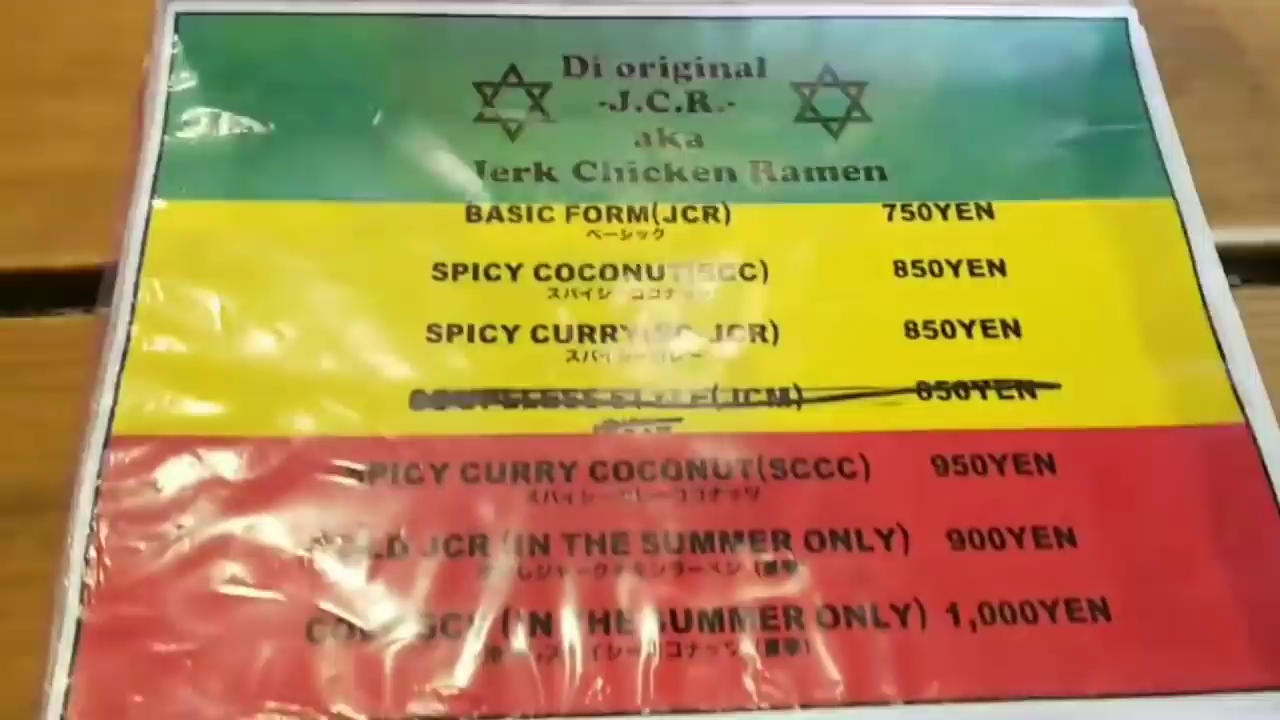 Di original
-J.C.R.-
aka
Jerk Chicken Ramen
BASIC FORM(JCR) 750YEN
ベーシック
SPICY COCONUT(SCC) 850YEN
スパイシーココナッツ
SPICY CURRY(SC JCR) 850YEN
スパイシーカレー
STYLE(JCM) 850YEN
SPICY CURRY COCONUT(SCCC) 950YEN
スパイシーカレーココナッツ
COLD JCR (IN THE SUMMER ONLY) 900YEN
COLD SCC (IN THE SUMMER ONLY) 1,000YEN